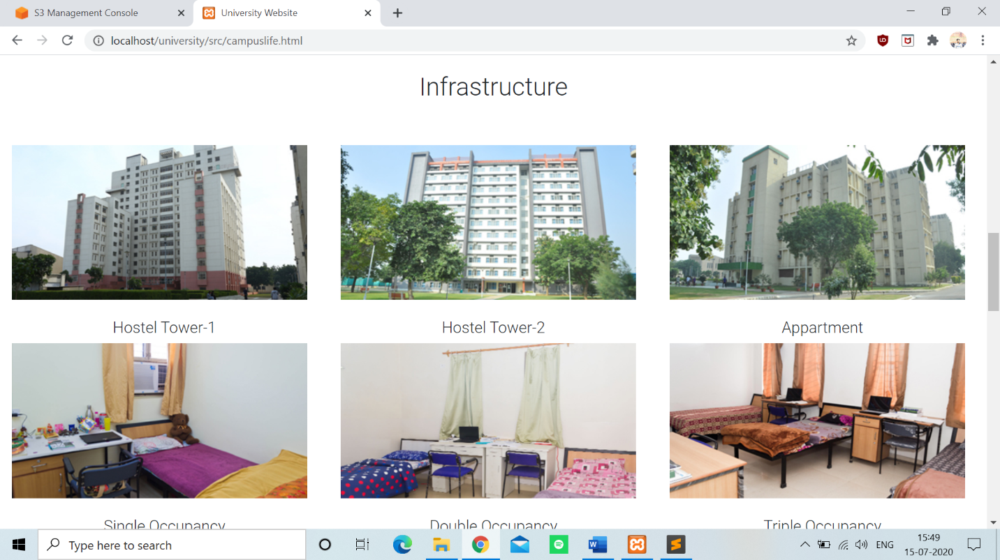 S3 Management Console
University Website
localhost/university/src/campuslife.html
Infrastructure
Hostel Tower-1
Hostel Tower-2
Appartment
Single Occupancy
Double Occupancy
Triple Occupancy
Type here to search
ENG
15:49
15-07-2020